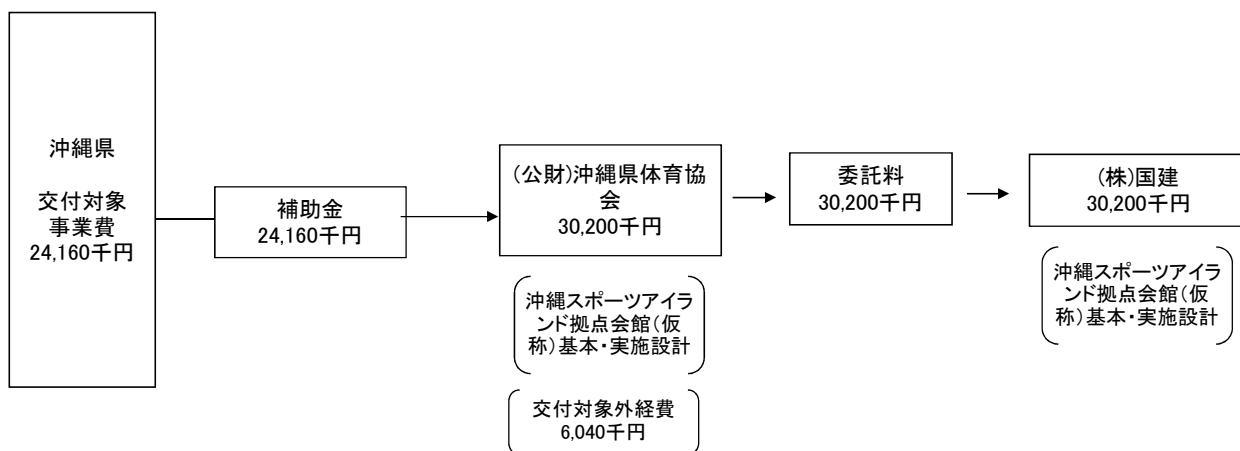 沖縄県
交付対象
事業費
24,160千円
補助金
24,160千円
(公財)沖縄県体育協
会
30,200千円
委託料
30,200千円
(株)国建
30,200千円
沖縄スポーツアイラ
ンド拠点会館(仮
称)基本・実施設計
沖縄スポーツアイラ
ンド拠点会館(仮
称)基本・実施設計
交付対象外経費
6,040千円